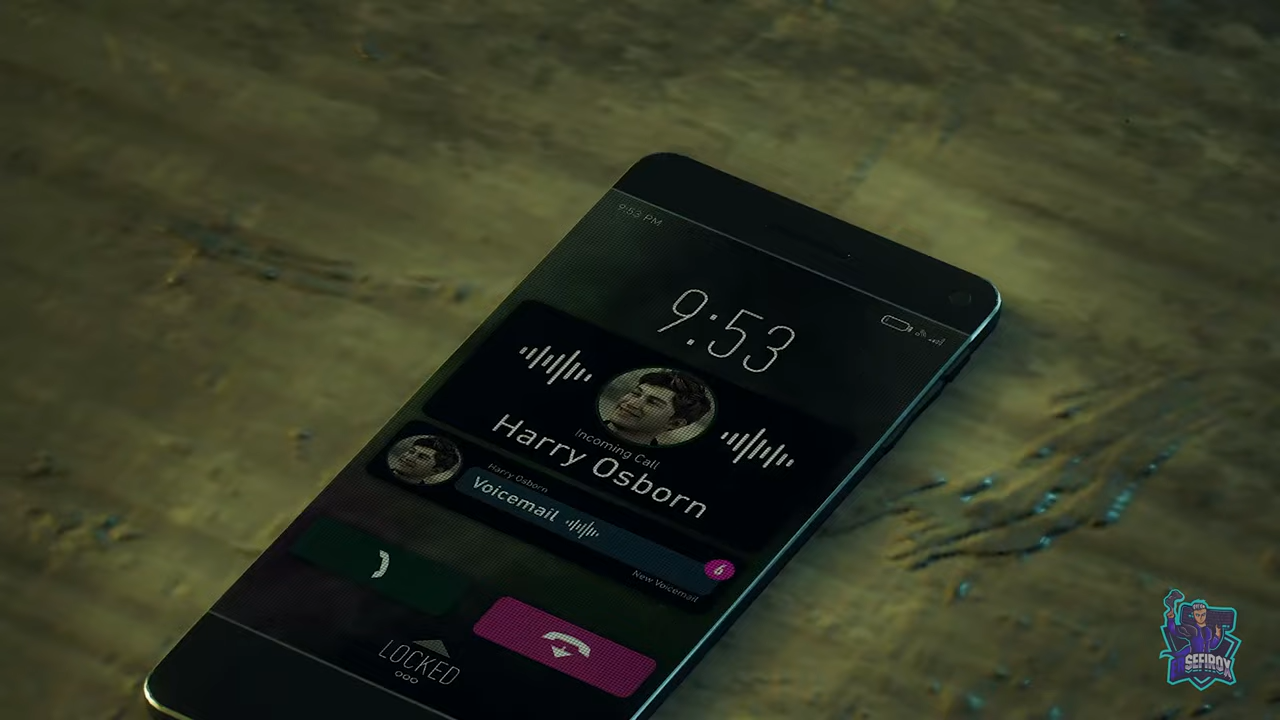 9:53 PM
9:53
Incoming Call
Harry Osborn
Harry Osborn
Voicemail
6
New Voicemail
LOCKED
SEFIROX